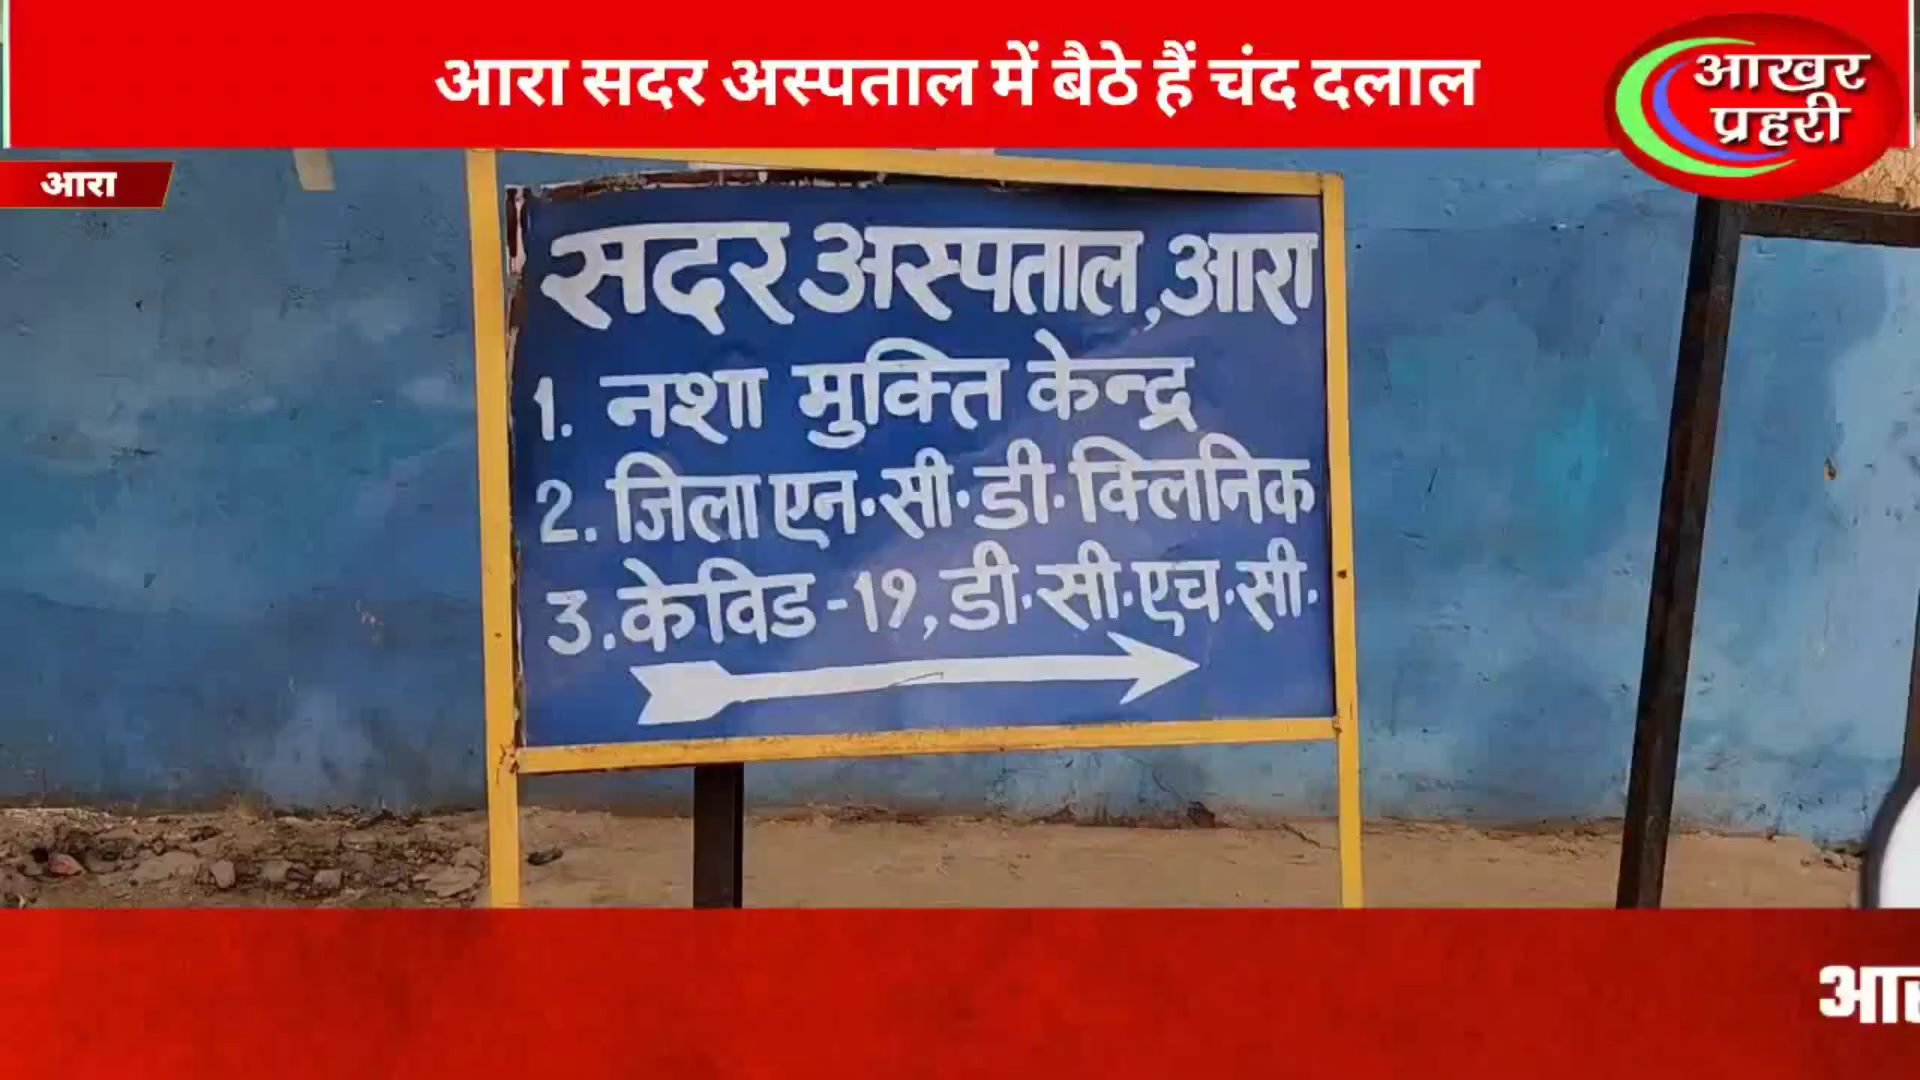 आरा सदर अस्पताल में बैठे हैं चंद दलाल
आखर
प्रहरी
आरा
सदर अस्पताल, आरा
1. नशा मुक्ति केन्द्र
2. जिला एन.सी.डी. क्लिनिक
3. केविड-19, डी.सी.एच.सी.